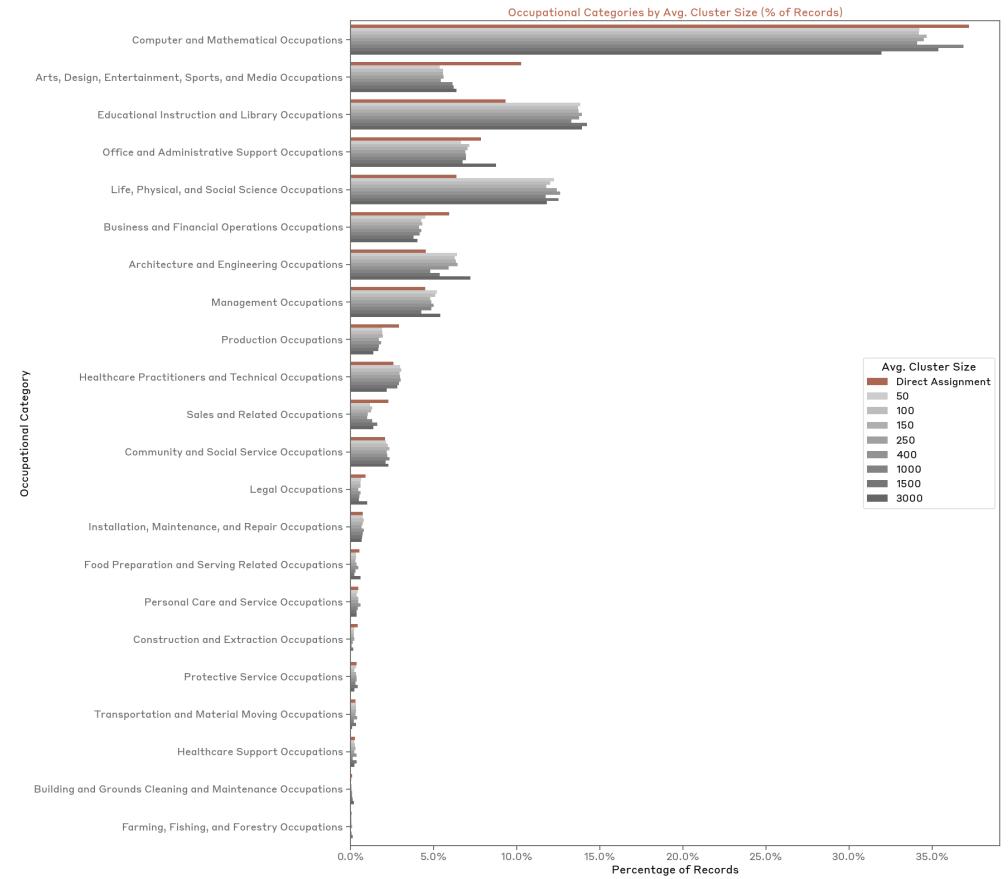 Occupational Categories by Avg. Cluster Size (% of Records)
Computer and Mathematical Occupations
Arts, Design, Entertainment, Sports, and Media Occupations
Educational Instruction and Library Occupations
Office and Administrative Support Occupations
Life, Physical, and Social Science Occupations
Business and Financial Operations Occupations
Architecture and Engineering Occupations
Management Occupations
Production Occupations
Healthcare Practitioners and Technical Occupations
Sales and Related Occupations
Community and Social Service Occupations
Legal Occupations
Installation, Maintenance, and Repair Occupations
Food Preparation and Serving Related Occupations
Personal Care and Service Occupations
Construction and Extraction Occupations
Protective Service Occupations
Transportation and Material Moving Occupations
Healthcare Support Occupations
Building and Grounds Cleaning and Maintenance Occupations
Farming, Fishing, and Forestry Occupations
Occupational Category
Avg. Cluster Size
Direct Assignment
50
100
150
250
400
1000
1500
3000
0.0% 5.0% 10.0% 15.0% 20.0% 25.0% 30.0% 35.0%
Percentage of Records